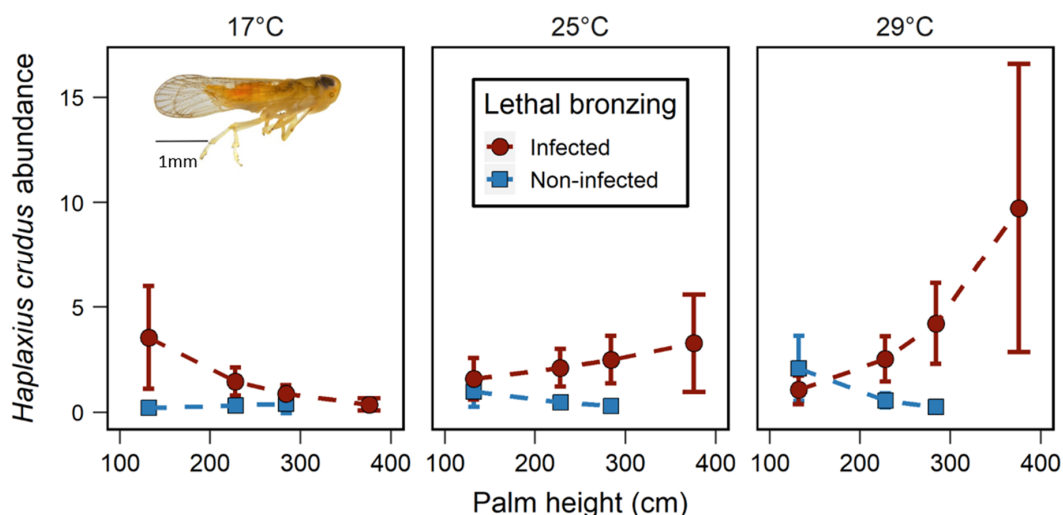 17°C 25°C 29°C
Haplaxius crudus abundance
15
10
5
0
1mm
Lethal bronzing
Infected
Non-infected
100 200 300 400 100 200 300 400 100 200 300 400
Palm height (cm)